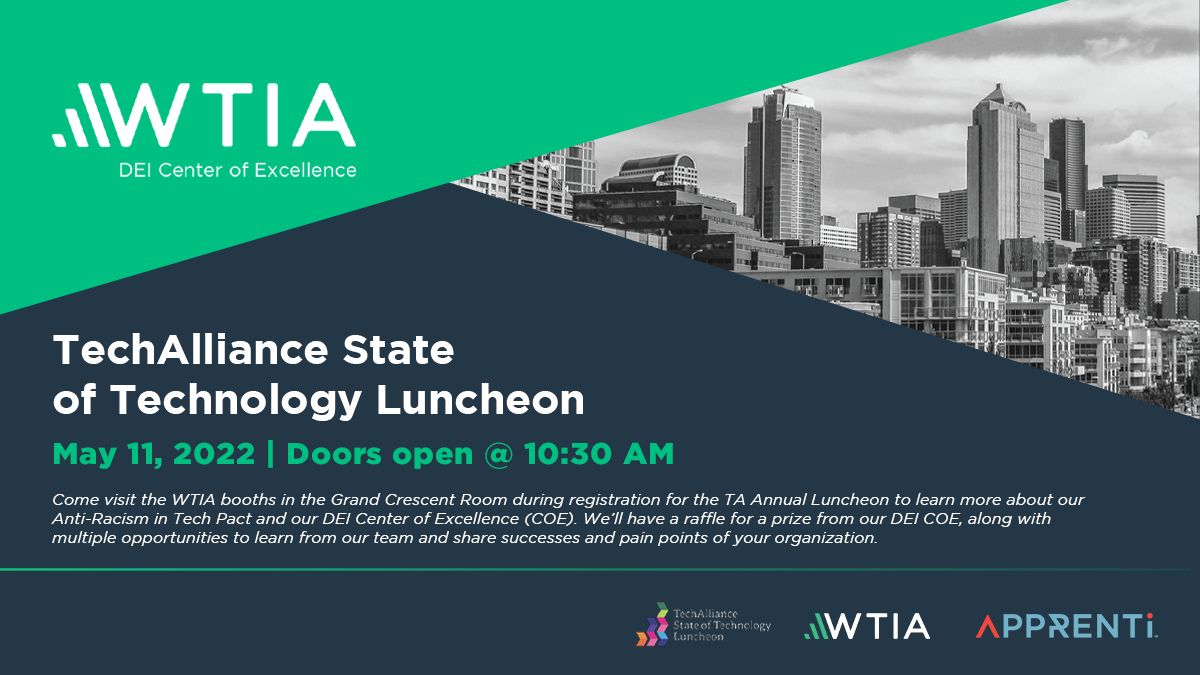 WTIA
DEI Center of Excellence
TechAlliance State
of Technology Luncheon
May 11, 2022 | Doors open @ 10:30 AM
Come visit the WTIA booths in the Grand Crescent Room during registration for the TA Annual Luncheon to learn more about our
Anti-Racism in Tech Pact and our DEI Center of Excellence (COE). We'll have a raffle for a prize from our DEI COE, along with
multiple opportunities to learn from our team and share successes and pain points of your organization.
TechAlliance
State of Technology
Luncheon
WTIA
APPRENTi™